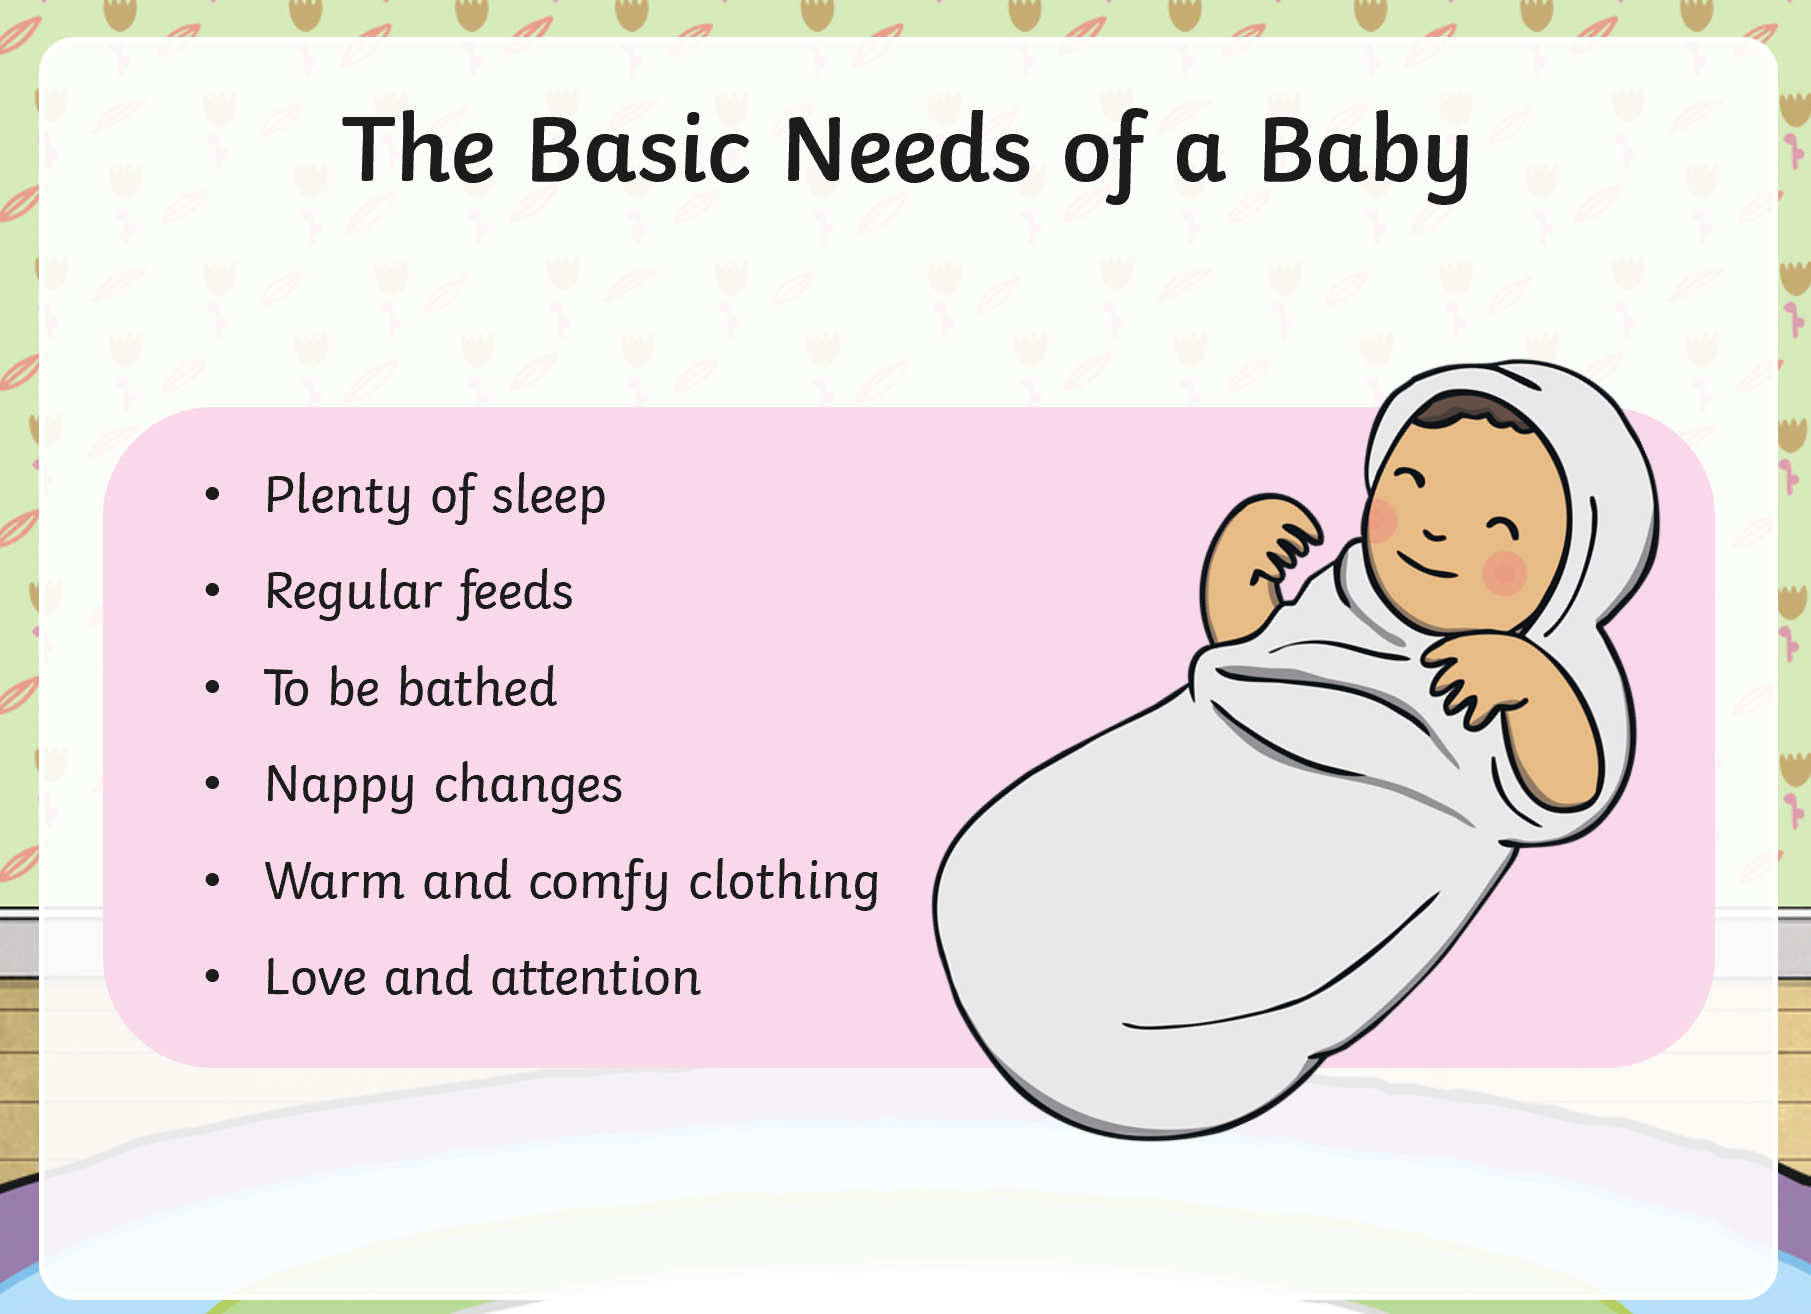 The Basic Needs of a Baby
• Plenty of sleep
• Regular feeds
• To be bathed
• Nappy changes
• Warm and comfy clothing
• Love and attention